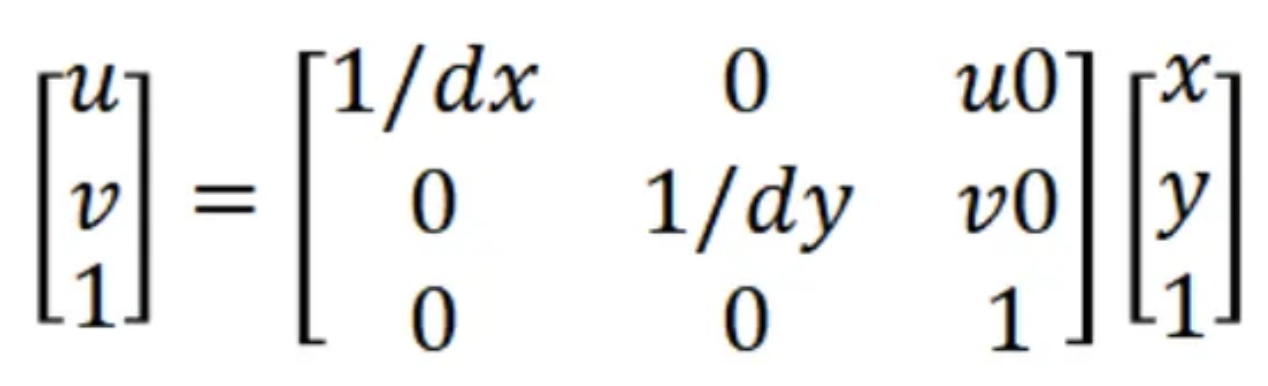 [u] = [1/dx 0 u0] [x]
[v] [0 1/dy v0] [y]
[1] [0 0 1] [1]